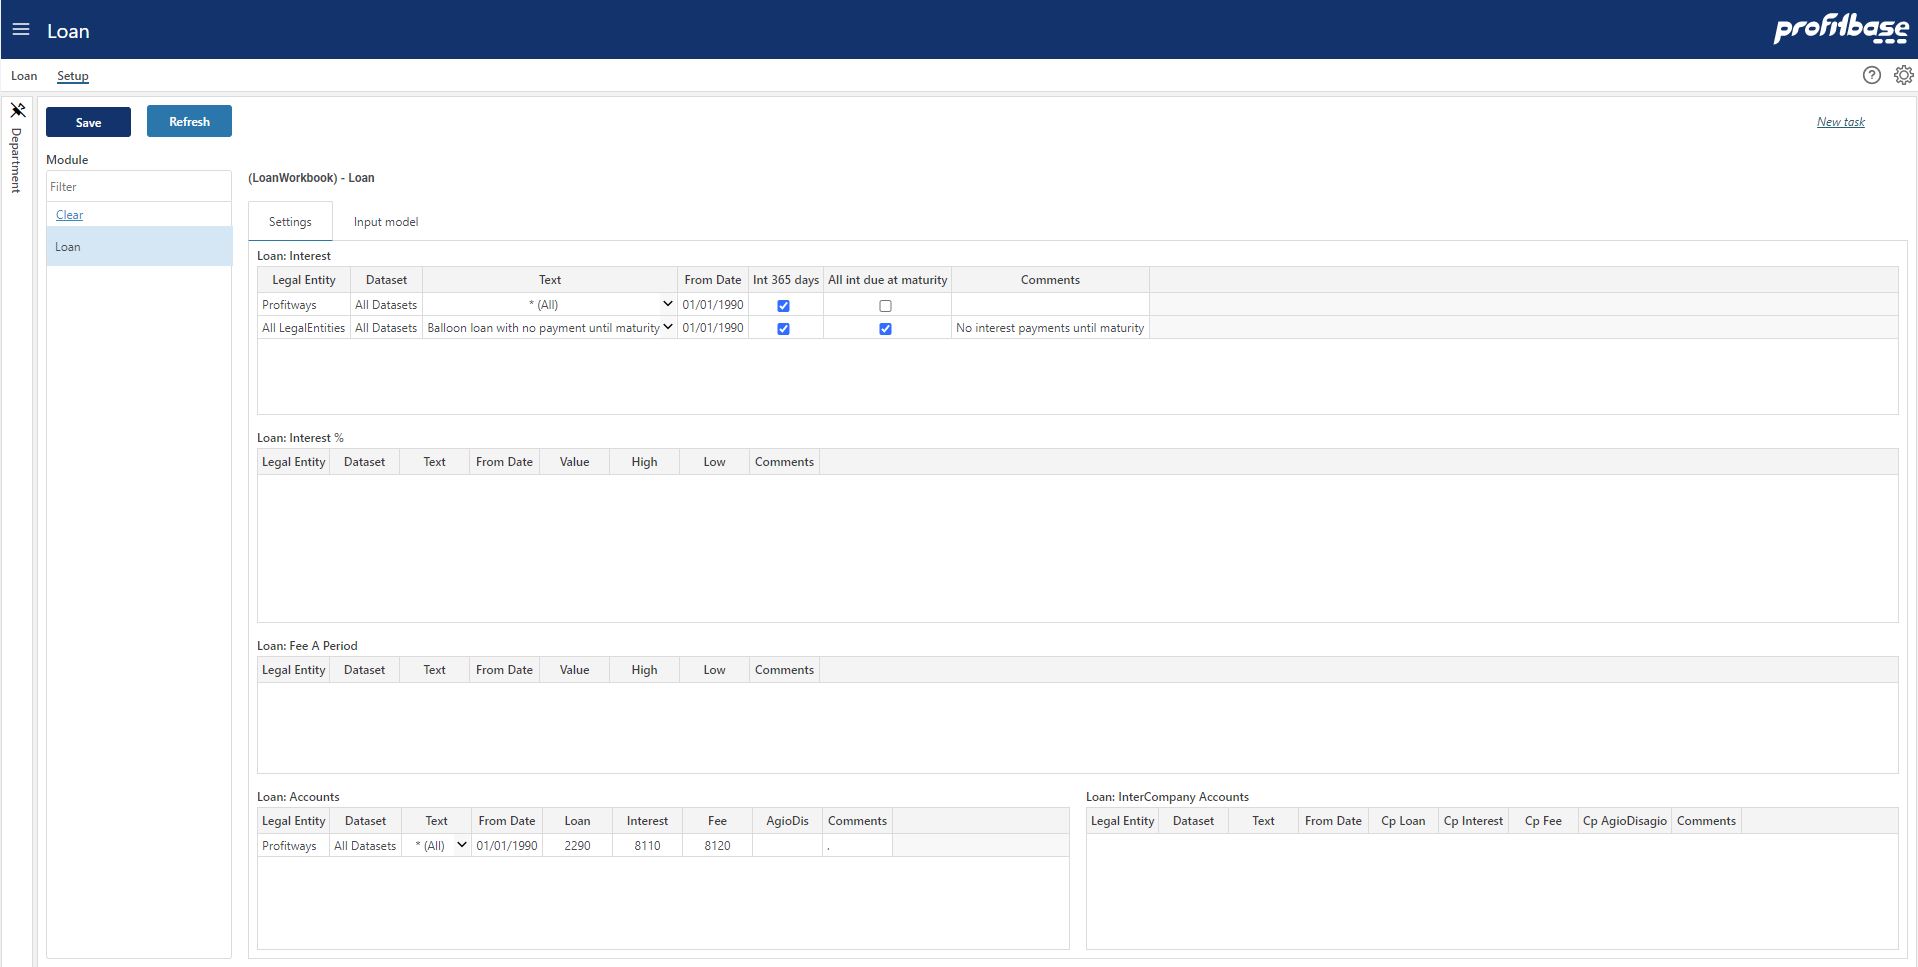 Loan
profitbase
Loan Setup
Department
Save Refresh New task
Module
Filter
Clear
Loan
(LoanWorkbook) - Loan
Settings Input model
Loan: Interest
Legal Entity Dataset Text From Date Int 365 days All int due at maturity Comments
Profitways All Datasets * (All) 01/01/1990
All LegalEntities All Datasets Balloon loan with no payment until maturity 01/01/1990 No interest payments until maturity
Loan: Interest %
Legal Entity Dataset Text From Date Value High Low Comments
Loan: Fee A Period
Legal Entity Dataset Text From Date Value High Low Comments
Loan: Accounts
Legal Entity Dataset Text From Date Loan Interest Fee AgioDis Comments
Profitways All Datasets * (All) 01/01/1990 2290 8110 8120 .
Loan: InterCompany Accounts
Legal Entity Dataset Text From Date Cp Loan Cp Interest Cp Fee Cp AgioDisagio Comments